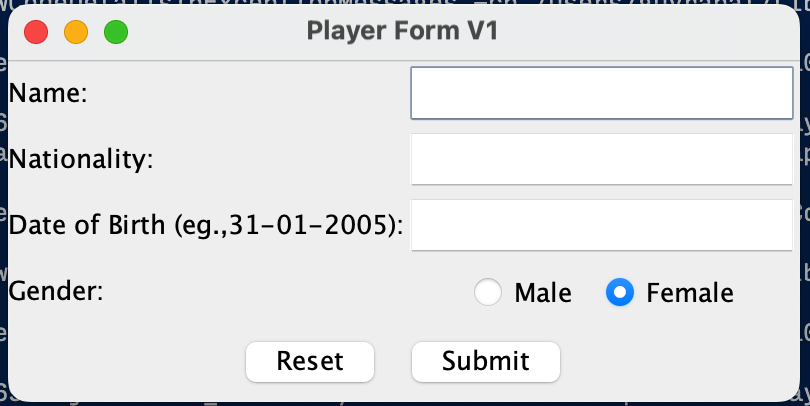 Player Form V1
Name:
Nationality:
Date of Birth (eg.,31-01-2005):
Gender: Male Female
Reset Submit